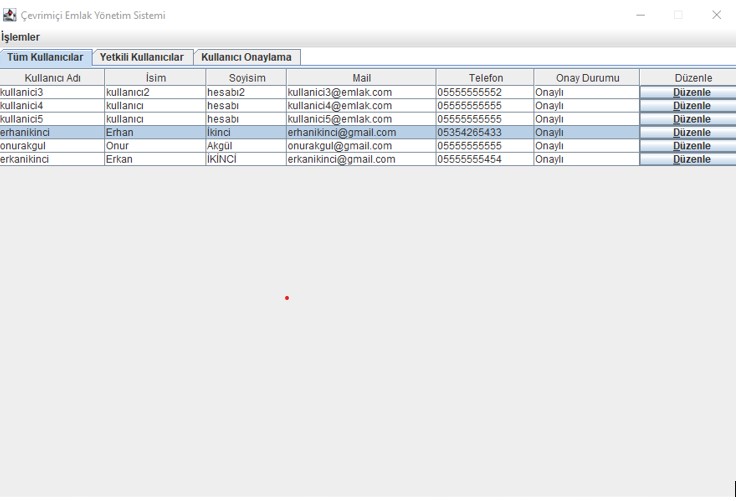 Çevrimiçi Emlak Yönetim Sistemi
İşlemler
Tüm Kullanıcılar Yetkili Kullanıcılar Kullanıcı Onaylama
Kullanıcı Adı İsim Soyisim Mail Telefon Onay Durumu Düzenle
kullanici3 kullanıcı2 hesabı2 kullanici3@emlak.com 05555555552 Onaylı Düzenle
kullanici4 kullanıcı hesabı kullanici4@emlak.com 05555555555 Onaylı Düzenle
kullanici5 kullanıcı hesabı kullanici5@emlak.com 05555555555 Onaylı Düzenle
erhanikinci Erhan İkinci erhanikinci@gmail.com 05354265433 Onaylı Düzenle
onurakgul Onur Akgül onurakgul@gmail.com 05555555555 Onaylı Düzenle
erkanikinci Erkan İKİNCİ erkanikinci@gmail.com 05555555454 Onaylı Düzenle